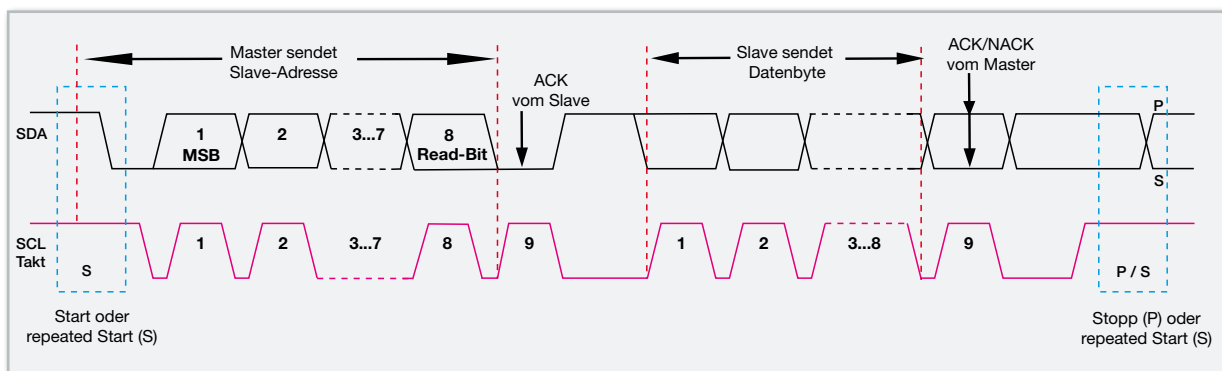 Master sendet
Slave-Adresse
ACK
vom Slave
Slave sendet
Datenbyte
ACK/NACK
vom Master
SDA
1
MSB
2
3...7
8
Read-Bit
P
S
SCL
Takt
S
1
2
3...7
8
9
1
2
3...8
9
P / S
Start oder
repeated Start (S)
Stopp (P) oder
repeated Start (S)